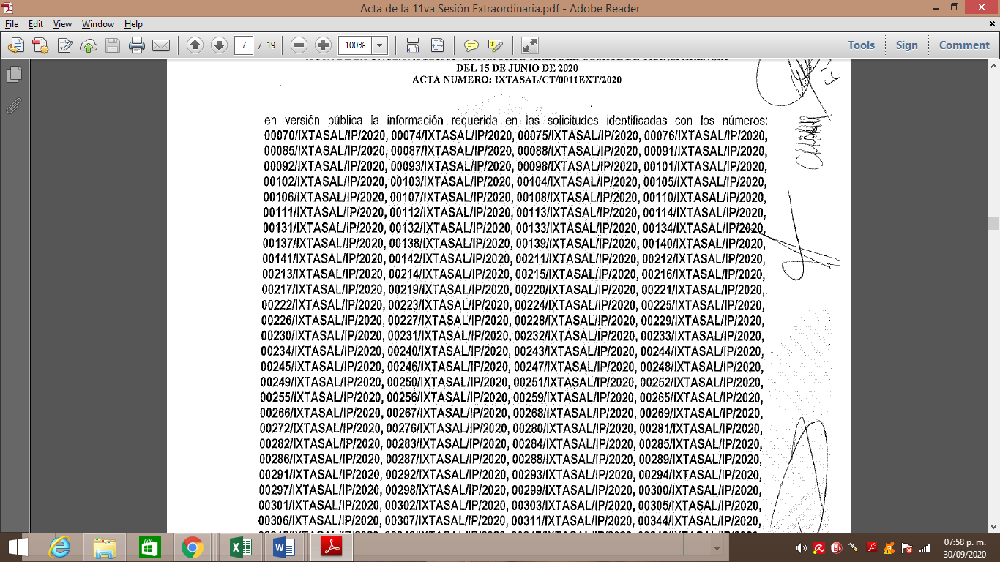 Acta de la 11va Sesión Extraordinaria.pdf - Adobe Reader
File Edit View Window Help
7 / 19 100% Tools Sign Comment
DEL 15 DE JUNIO DE 2020
ACTA NUMERO: IXTASAL/CT/0011EXT/2020
en versión pública la información requerida en las solicitudes identificadas con los números:
00070/IXTASAL/IP/2020, 00074/IXTASAL/IP/2020, 00075/IXTASAL/IP/2020, 00076/IXTASAL/IP/2020,
00085/IXTASAL/IP/2020, 00087/IXTASAL/IP/2020, 00088/IXTASAL/IP/2020, 00091/IXTASAL/IP/2020,
00092/IXTASAL/IP/2020, 00093/IXTASAL/IP/2020, 00098/IXTASAL/IP/2020, 00101/IXTASAL/IP/2020,
00102/IXTASAL/IP/2020, 00103/IXTASAL/IP/2020, 00104/IXTASAL/IP/2020, 00105/IXTASAL/IP/2020,
00106/IXTASAL/IP/2020, 00107/IXTASAL/IP/2020, 00108/IXTASAL/IP/2020, 00110/IXTASAL/IP/2020,
00111/IXTASAL/IP/2020, 00112/IXTASAL/IP/2020, 00113/IXTASAL/IP/2020, 00114/IXTASAL/IP/2020,
00131/IXTASAL/IP/2020, 00132/IXTASAL/IP/2020, 00133/IXTASAL/IP/2020, 00134/IXTASAL/IP/2020,
00137/IXTASAL/IP/2020, 00138/IXTASAL/IP/2020, 00139/IXTASAL/IP/2020, 00140/IXTASAL/IP/2020,
00141/IXTASAL/IP/2020, 00142/IXTASAL/IP/2020, 00211/IXTASAL/IP/2020, 00212/IXTASAL/IP/2020,
00213/IXTASAL/IP/2020, 00214/IXTASAL/IP/2020, 00215/IXTASAL/IP/2020, 00216/IXTASAL/IP/2020,
00217/IXTASAL/IP/2020, 00219/IXTASAL/IP/2020, 00220/IXTASAL/IP/2020, 00221/IXTASAL/IP/2020,
00222/IXTASAL/IP/2020, 00223/IXTASAL/IP/2020, 00224/IXTASAL/IP/2020, 00225/IXTASAL/IP/2020,
00226/IXTASAL/IP/2020, 00227/IXTASAL/IP/2020, 00228/IXTASAL/IP/2020, 00229/IXTASAL/IP/2020,
00230/IXTASAL/IP/2020, 00231/IXTASAL/IP/2020, 00232/IXTASAL/IP/2020, 00233/IXTASAL/IP/2020,
00234/IXTASAL/IP/2020, 00240/IXTASAL/IP/2020, 00243/IXTASAL/IP/2020, 00244/IXTASAL/IP/2020,
00245/IXTASAL/IP/2020, 00246/IXTASAL/IP/2020, 00247/IXTASAL/IP/2020, 00248/IXTASAL/IP/2020,
00249/IXTASAL/IP/2020, 00250/IXTASAL/IP/2020, 00251/IXTASAL/IP/2020, 00252/IXTASAL/IP/2020,
00255/IXTASAL/IP/2020, 00256/IXTASAL/IP/2020, 00259/IXTASAL/IP/2020, 00265/IXTASAL/IP/2020,
00266/IXTASAL/IP/2020, 00267/IXTASAL/IP/2020, 00268/IXTASAL/IP/2020, 00269/IXTASAL/IP/2020,
00272/IXTASAL/IP/2020, 00276/IXTASAL/IP/2020, 00280/IXTASAL/IP/2020, 00281/IXTASAL/IP/2020,
00282/IXTASAL/IP/2020, 00283/IXTASAL/IP/2020, 00284/IXTASAL/IP/2020, 00285/IXTASAL/IP/2020,
00286/IXTASAL/IP/2020, 00287/IXTASAL/IP/2020, 00288/IXTASAL/IP/2020, 00289/IXTASAL/IP/2020,
00291/IXTASAL/IP/2020, 00292/IXTASAL/IP/2020, 00293/IXTASAL/IP/2020, 00294/IXTASAL/IP/2020,
00297/IXTASAL/IP/2020, 00298/IXTASAL/IP/2020, 00299/IXTASAL/IP/2020, 00300/IXTASAL/IP/2020,
00301/IXTASAL/IP/2020, 00302/IXTASAL/IP/2020, 00303/IXTASAL/IP/2020, 00305/IXTASAL/IP/2020,
00306/IXTASAL/IP/2020, 00307/IXTASAL/IP/2020, 00311/IXTASAL/IP/2020, 00344/IXTASAL/IP/2020,
07:58 p. m.
30/09/2020